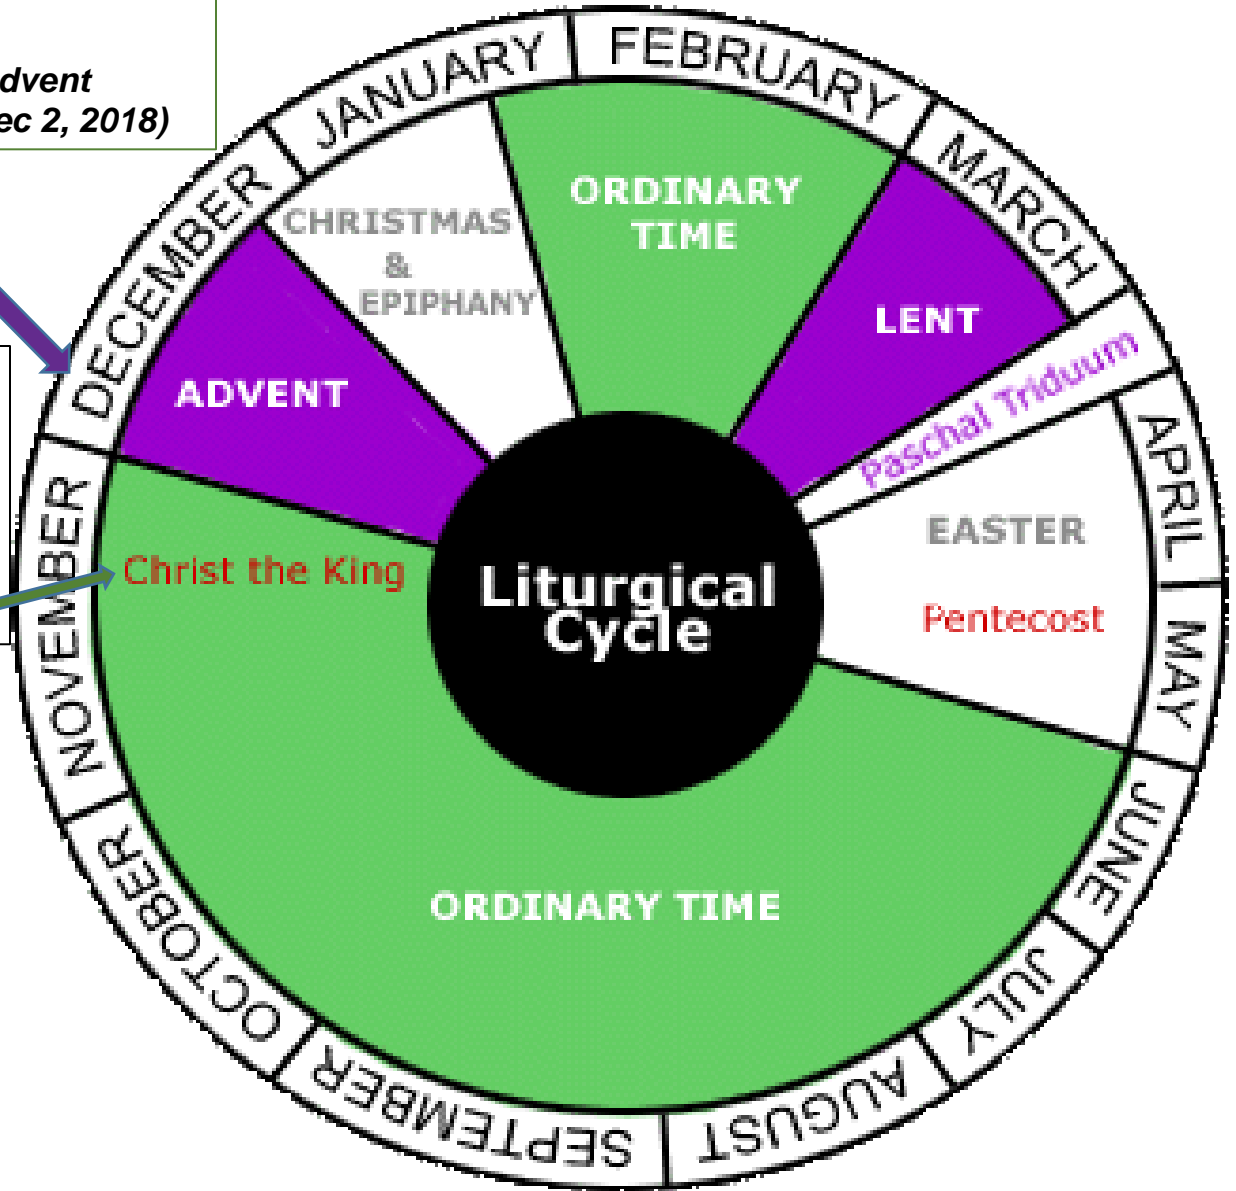 dvent
ec 2, 2018)
JANUARY
FEBRUARY
MARCH
APRIL
MAY
JUNE
JULY
AUGUST
SEPTEMBER
OCTOBER
NOVEMBER
DECEMBER
CHRISTMAS
&
EPIPHANY
ORDINARY
TIME
LENT
Paschal Triduum
EASTER
Pentecost
ORDINARY TIME
Christ the King
ADVENT
Liturgical
Cycle